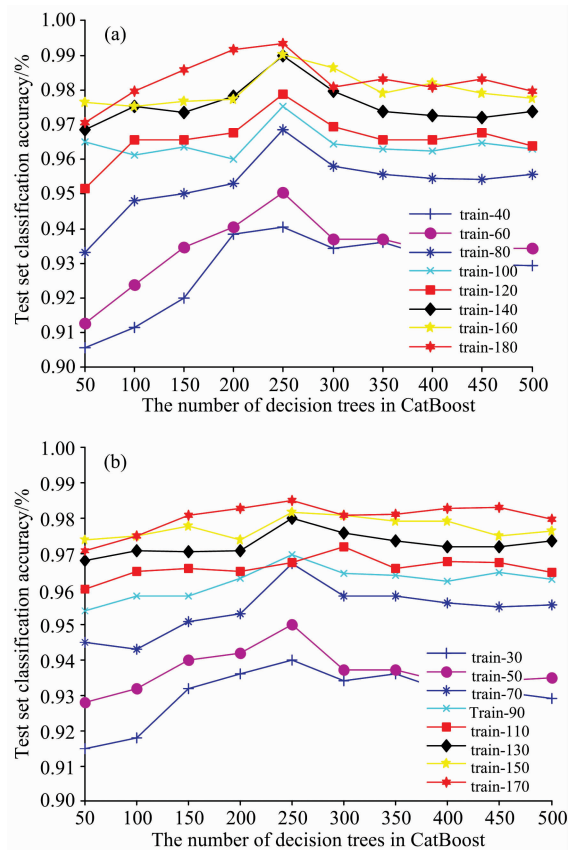 (a)
Test set classification accuracy/%
1.00
0.99
0.98
0.97
0.96
0.95
0.94
0.93
0.92
0.91
0.90
train-40
train-60
train-80
train-100
train-120
train-140
train-160
train-180
50 100 150 200 250 300 350 400 450 500
The number of decision trees in CatBoost
(b)
Test set classification accuracy/%
1.00
0.99
0.98
0.97
0.96
0.95
0.94
0.93
0.92
0.91
0.90
train-30
train-50
train-70
Train-90
train-110
train-130
train-150
train-170
50 100 150 200 250 300 350 400 450 500
The number of decision trees in CatBoost